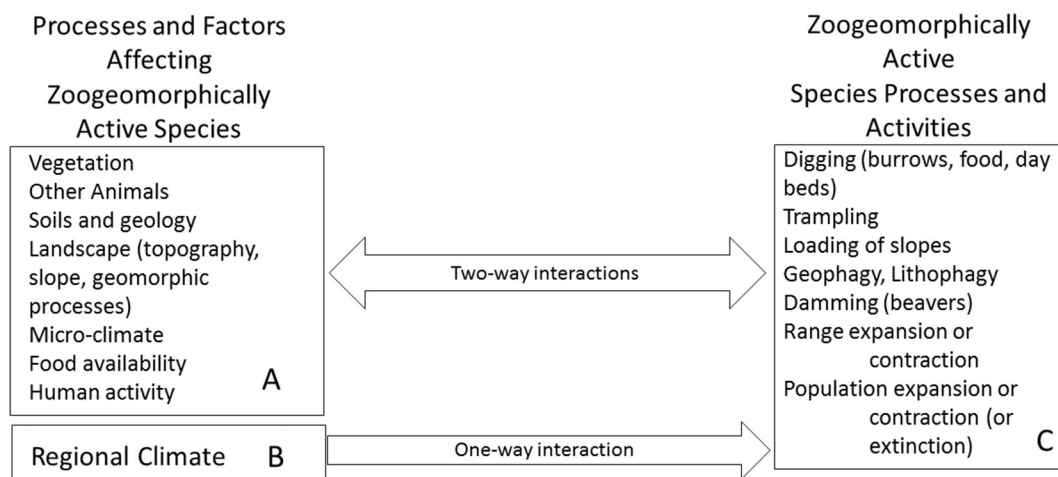 Processes and Factors
Affecting
Zoogeomorphically
Active Species
Vegetation
Other Animals
Soils and geology
Landscape (topography,
slope, geomorphic
processes)
Micro-climate
Food availability
Human activity
A
Regional Climate
B
Two-way interactions
One-way interaction
Zoogeomorphically
Active
Species Processes and
Activities
Digging (burrows, food, day
beds)
Trampling
Loading of slopes
Geophagy, Lithophagy
Damming (beavers)
Range expansion or
contraction
Population expansion or
contraction (or
extinction)
C